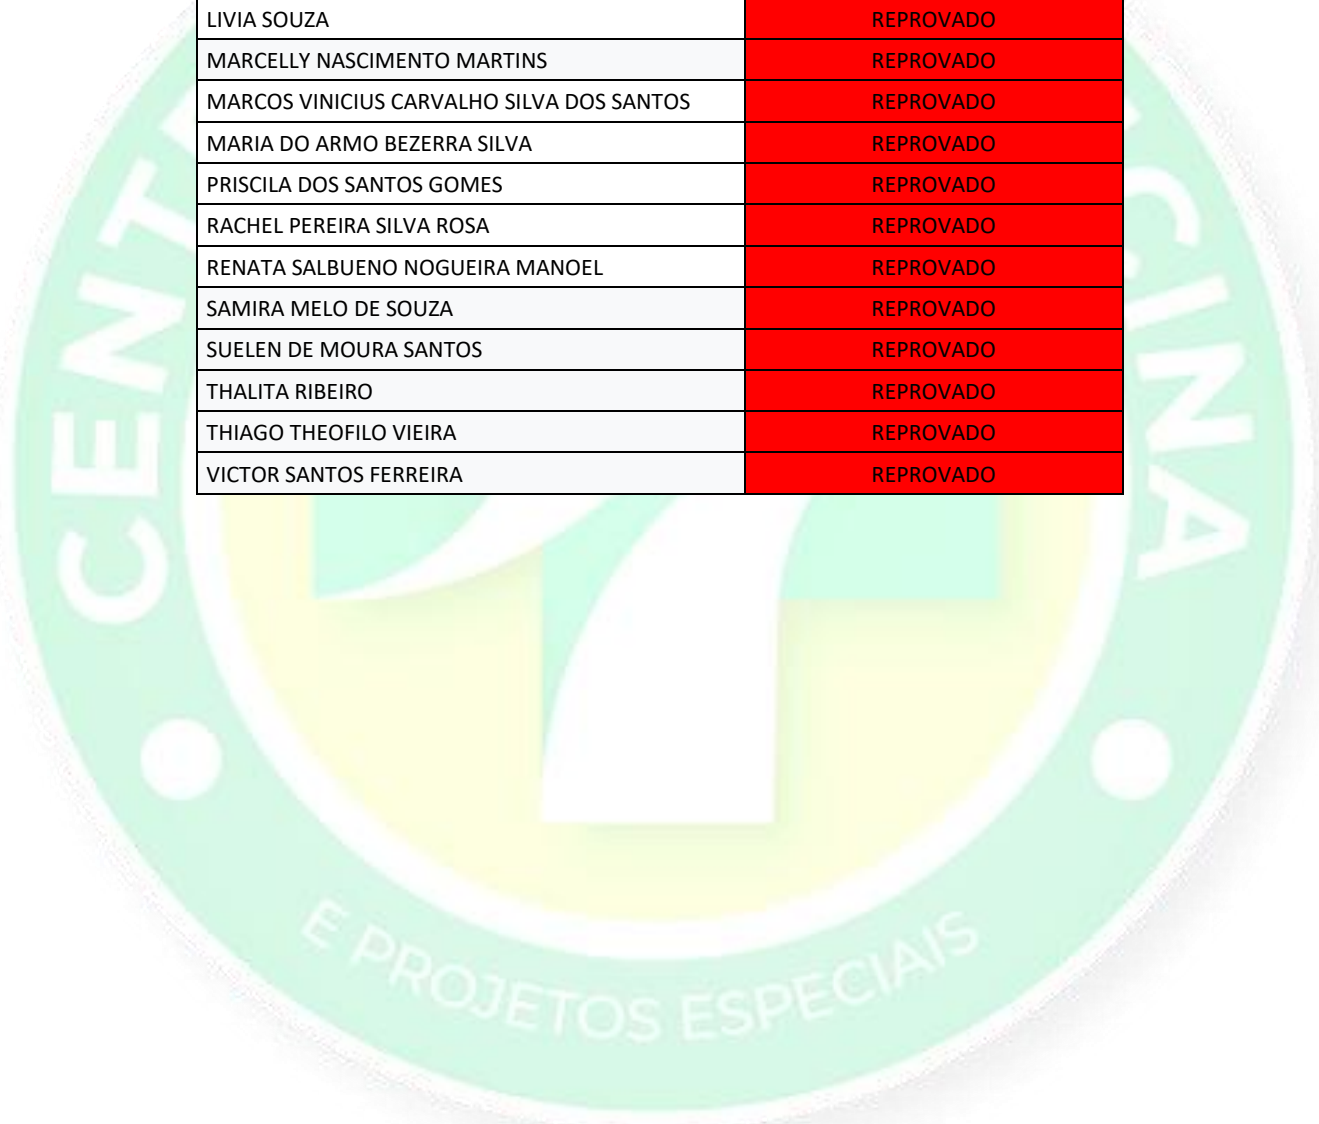 LIVIA SOUZA REPROVADO
MARCELLY NASCIMENTO MARTINS REPROVADO
MARCOS VINICIUS CARVALHO SILVA DOS SANTOS REPROVADO
MARIA DO ARMO BEZERRA SILVA REPROVADO
PRISCILA DOS SANTOS GOMES REPROVADO
RACHEL PEREIRA SILVA ROSA REPROVADO
RENATA SALBUENO NOGUEIRA MANOEL REPROVADO
SAMIRA MELO DE SOUZA REPROVADO
SUELEN DE MOURA SANTOS REPROVADO
THALITA RIBEIRO REPROVADO
THIAGO THEOFILO VIEIRA REPROVADO
VICTOR SANTOS FERREIRA REPROVADO
E PROJETOS ESPECIAIS